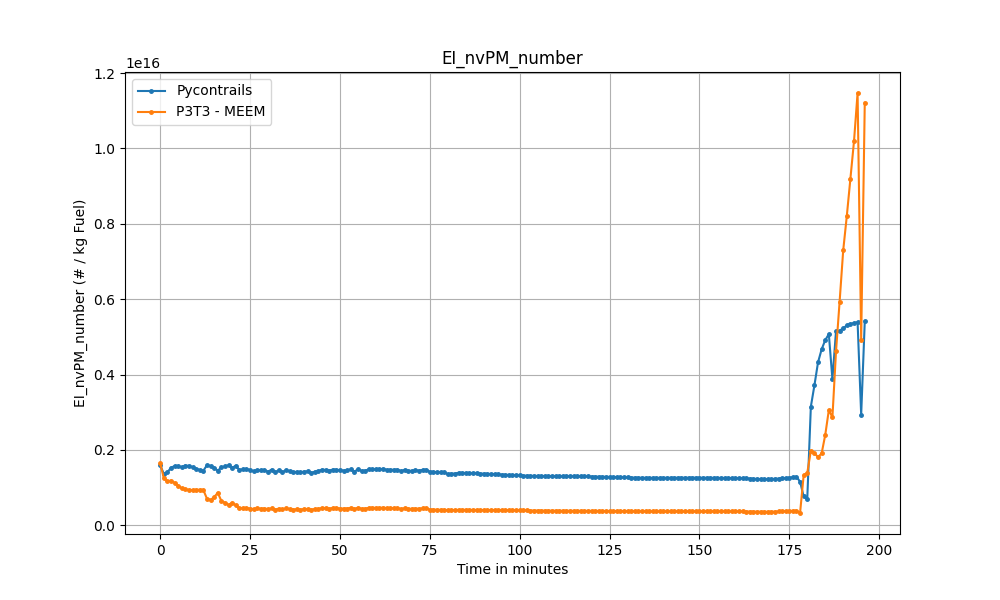 EI_nvPM_number
1e16
1.2
1.0
0.8
0.6
0.4
0.2
0.0
EI_nvPM_number (# / kg Fuel)
Pycontrails
P3T3 - MEEM
0 25 50 75 100 125 150 175 200
Time in minutes